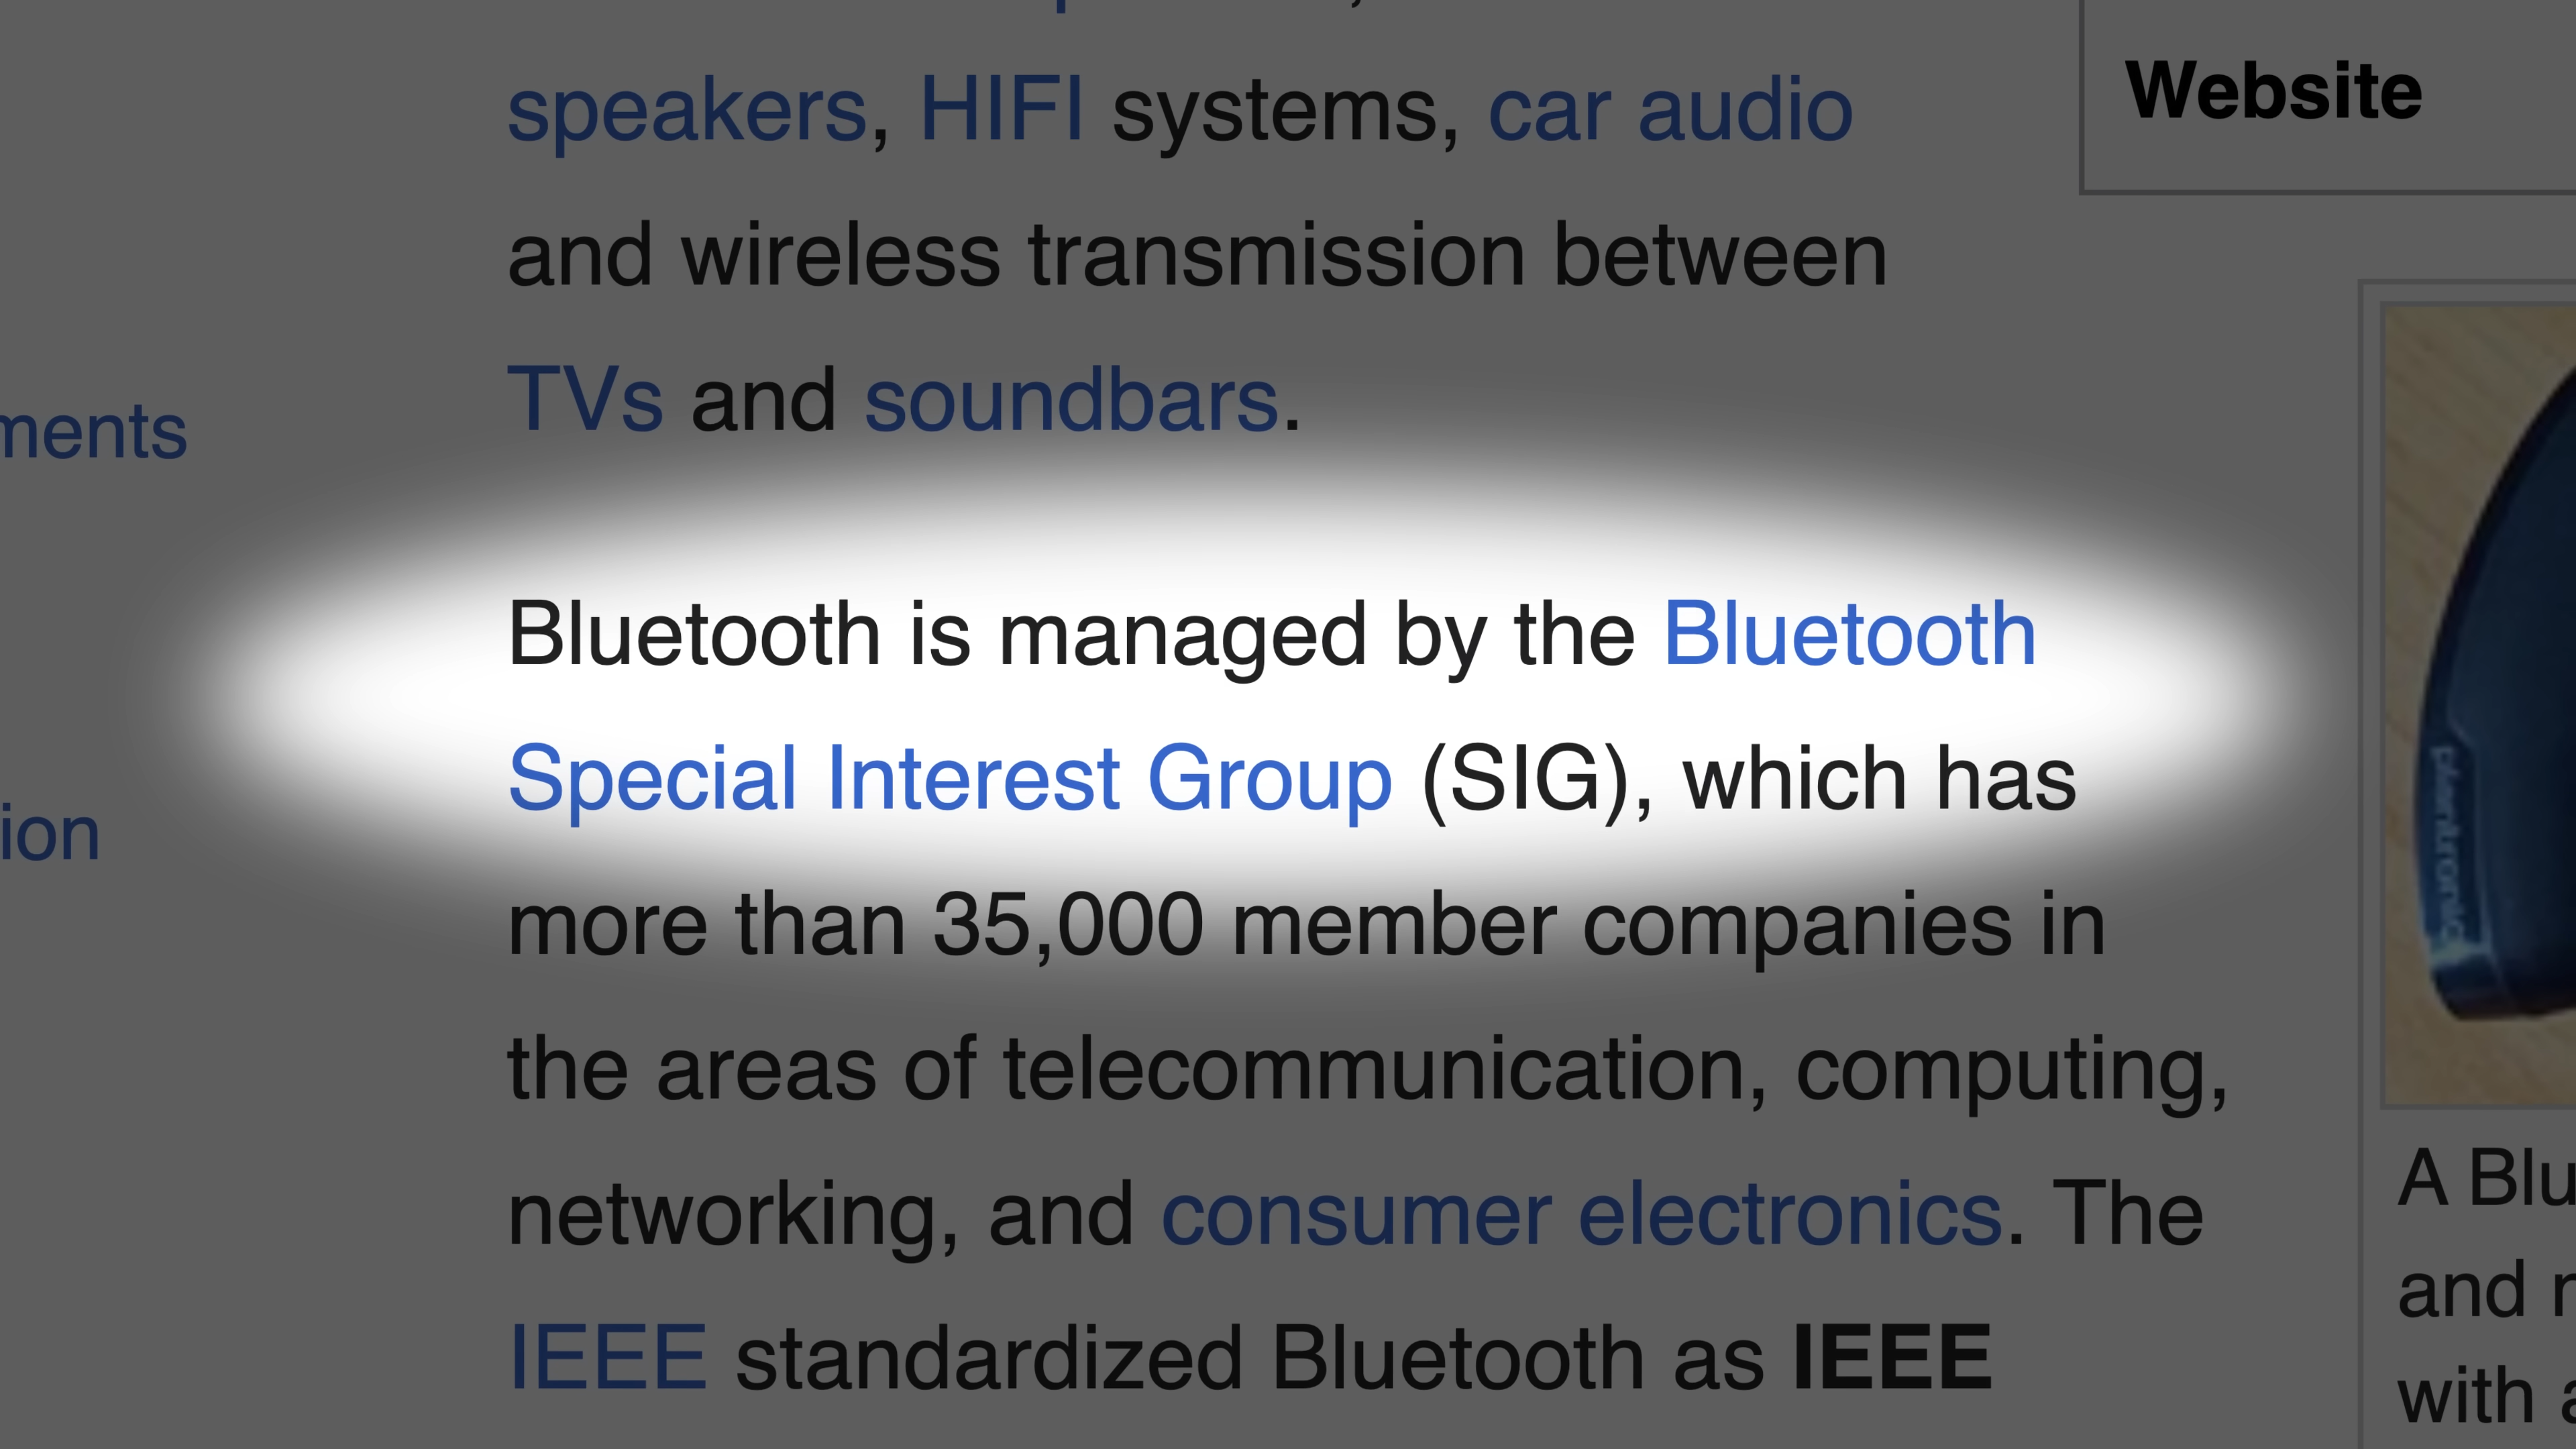 speakers, HIFI systems, car audio
and wireless transmission between
TVs and soundbars.
Bluetooth is managed by the Bluetooth
Special Interest Group (SIG), which has
more than 35,000 member companies in
the areas of telecommunication, computing,
networking, and consumer electronics. The
IEEE standardized Bluetooth as IEEE
ments
ion
Website
plantronics
A Blu
and
with a